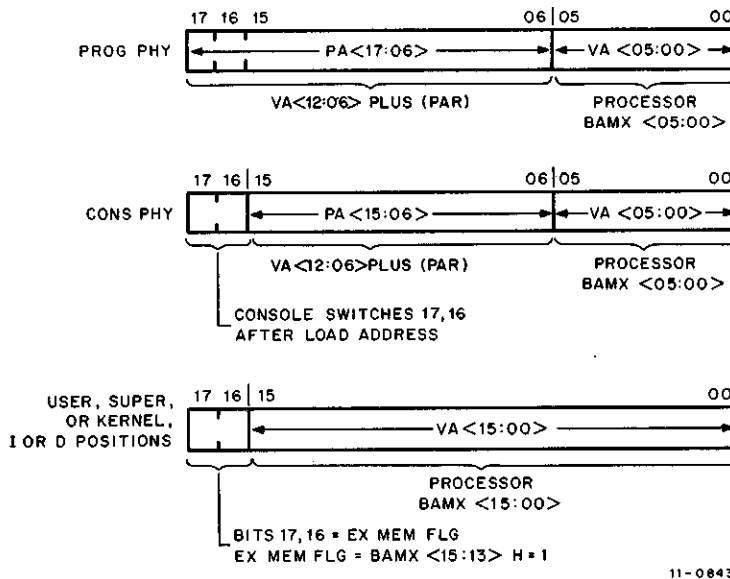 17 16 15 06 05 00
PROG PHY PA<17:06> VA <05:00>
VA<12:06> PLUS (PAR) PROCESSOR
BAMX <05:00>
17 16 15 06 05 00
CONS PHY PA<15:06> VA <05:00>
VA<12:06>PLUS (PAR) PROCESSOR
BAMX <05:00>
CONSOLE SWITCHES 17,16
AFTER LOAD ADDRESS
17 16 15 00
USER, SUPER,
OR KERNEL,
I OR D POSITIONS
VA<15:00>
PROCESSOR
BAMX <15:00>
BITS 17,16 = EX MEM FLG
EX MEM FLG = BAMX <15:13> H = 1
11-0843